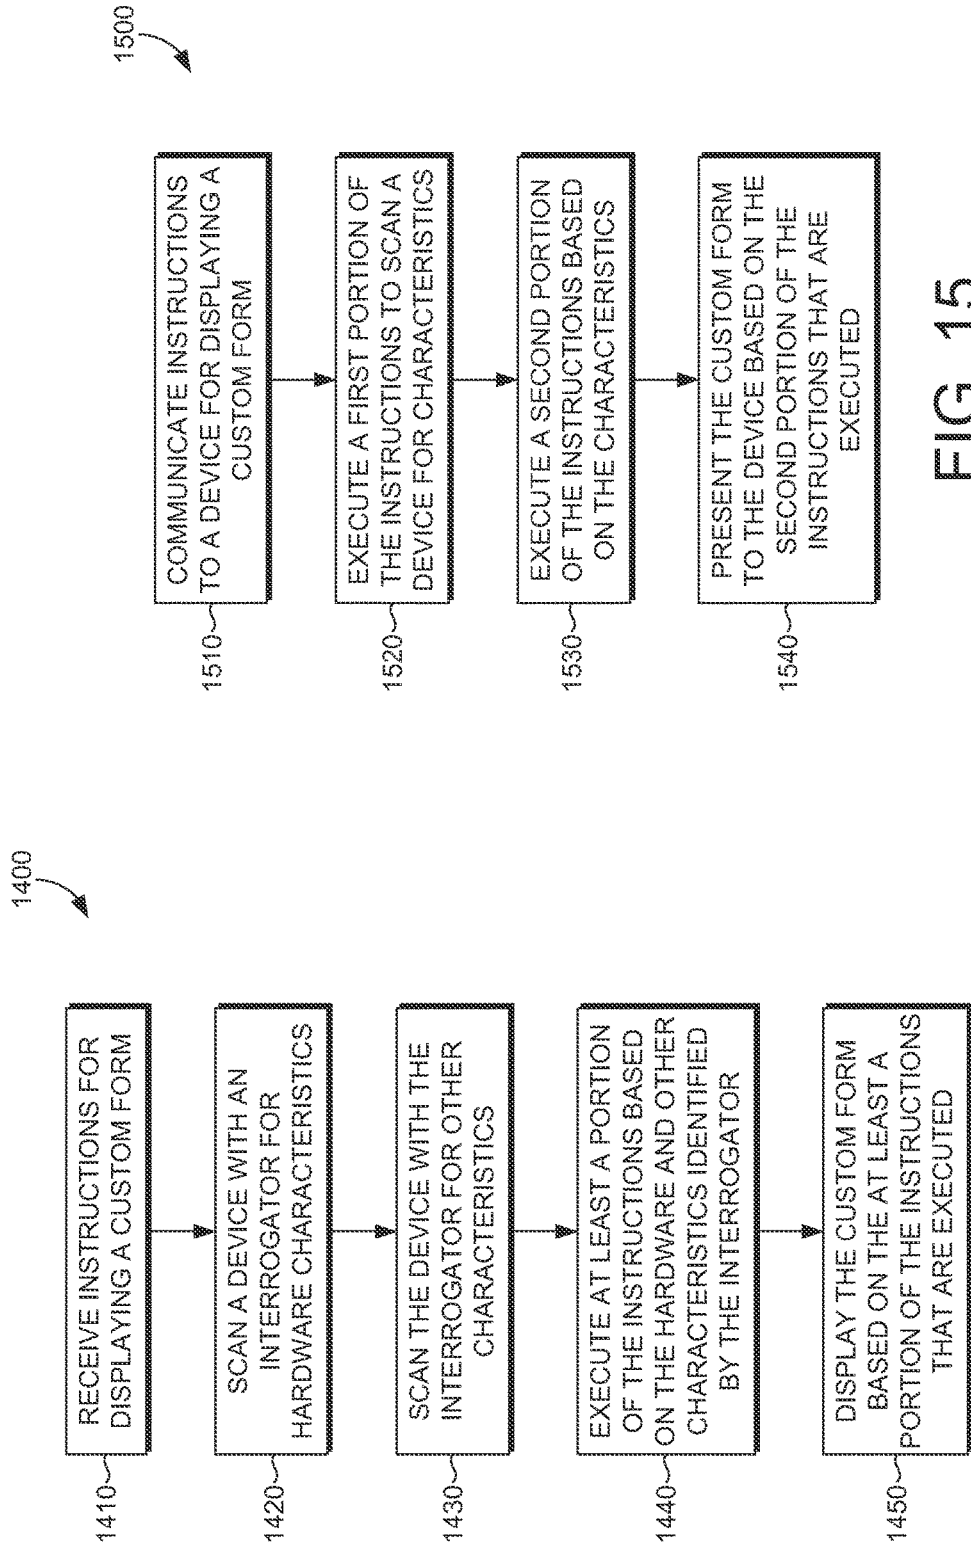 1400
1410
RECEIVE INSTRUCTIONS FOR
DISPLAYING A CUSTOM FORM
1420
SCAN A DEVICE WITH AN
INTERROGATOR FOR
HARDWARE CHARACTERISTICS
1430
SCAN THE DEVICE WITH THE
INTERROGATOR FOR OTHER
CHARACTERISTICS
1440
EXECUTE AT LEAST A PORTION
OF THE INSTRUCTIONS BASED
ON THE HARDWARE AND OTHER
CHARACTERISTICS IDENTIFIED
BY THE INTERROGATOR
1450
DISPLAY THE CUSTOM FORM
BASED ON THE AT LEAST A
PORTION OF THE INSTRUCTIONS
THAT ARE EXECUTED
1500
1510
COMMUNICATE INSTRUCTIONS
TO A DEVICE FOR DISPLAYING A
CUSTOM FORM
1520
EXECUTE A FIRST PORTION OF
THE INSTRUCTIONS TO SCAN A
DEVICE FOR CHARACTERISTICS
1530
EXECUTE A SECOND PORTION
OF THE INSTRUCTIONS BASED
ON THE CHARACTERISTICS
1540
PRESENT THE CUSTOM FORM
TO THE DEVICE BASED ON THE
SECOND PORTION OF THE
INSTRUCTIONS THAT ARE
EXECUTED
FIG 15